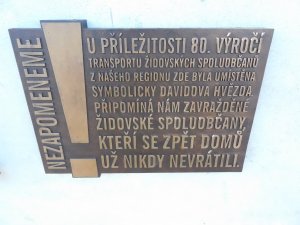 NEZAPOMENEME
U PŘÍLEŽITOSTI 80. VÝROČÍ
TRANSPORTU ŽIDOVSKÝCH SPOLUOBČANŮ
Z NAŠEHO REGIONU ZDE BYLA UMÍSTĚNA
SYMBOLICKY DAVIDOVA HVĚZDA.
PŘIPOMÍNÁ NÁM ZAVRAŽDĚNÉ
ŽIDOVSKÉ SPOLUOBČANY,
KTEŘÍ SE ZPĚT DOMŮ
UŽ NIKDY NEVRÁTILI.